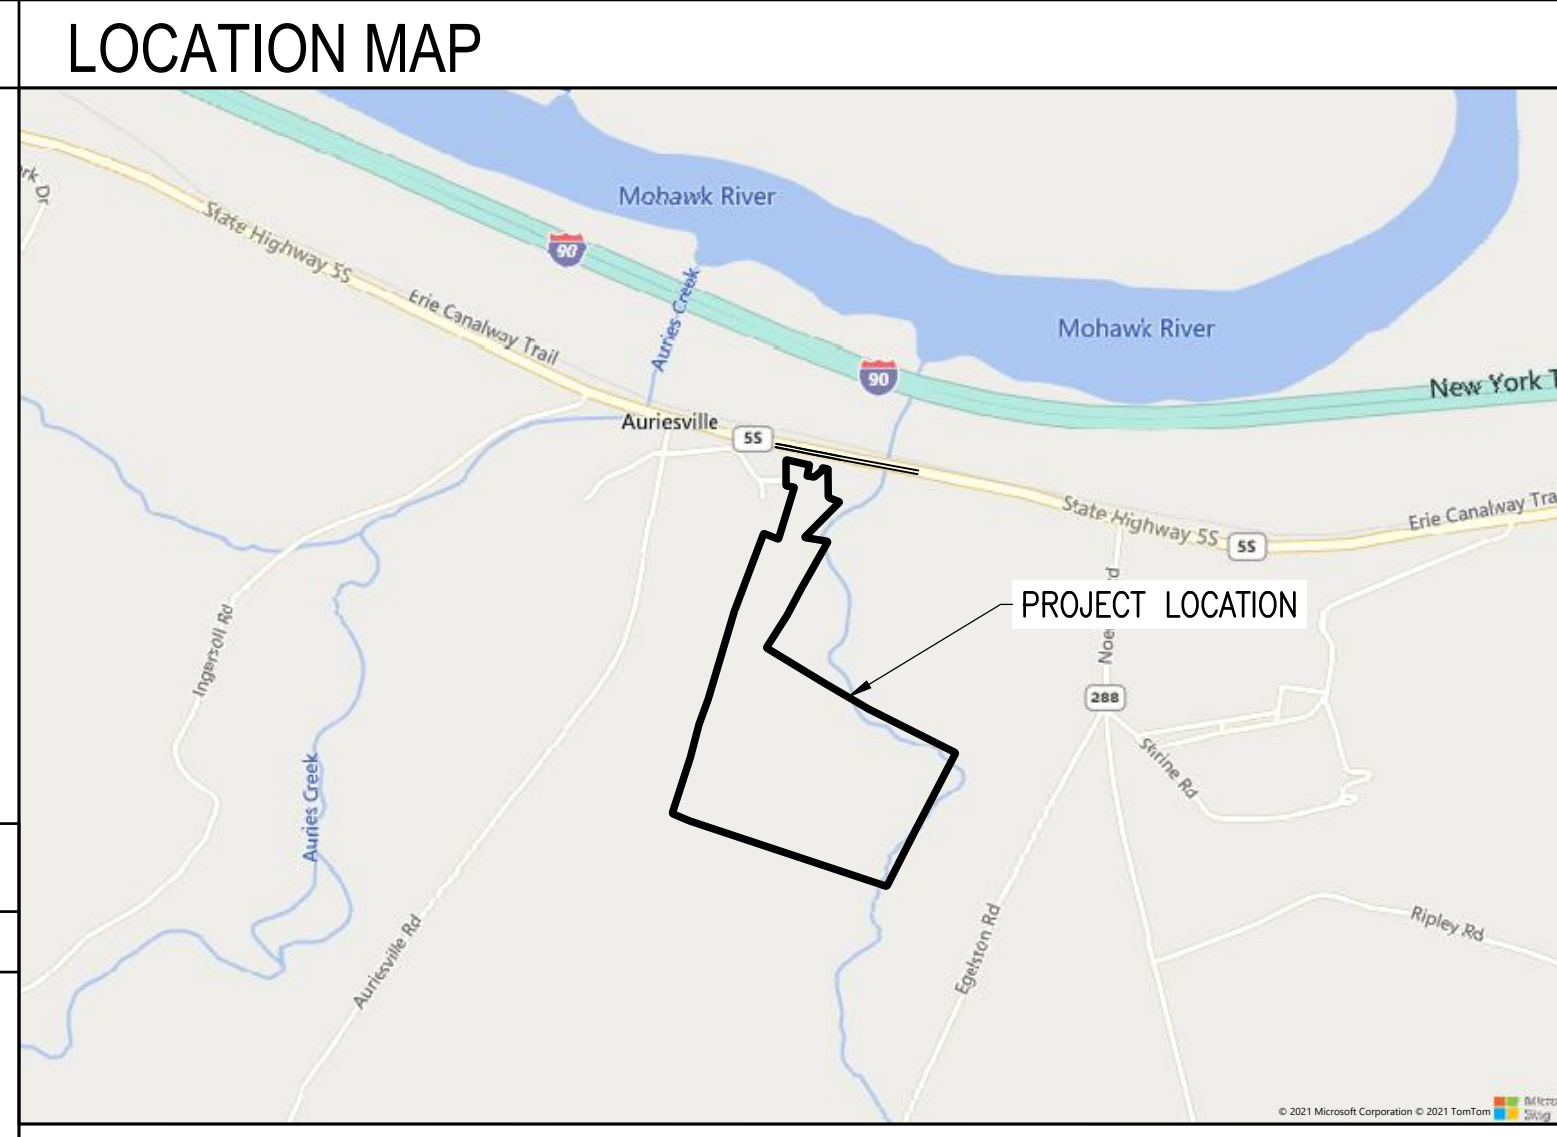 LOCATION MAP
Mohawk River
rk Dr
State Highway 5S
90
Auries Creek
Erie Canalway Trail
Mohawk River
90
New York T
Auriesville
5S
State Highway 5S
5S
Erie Canalway Tra
PROJECT LOCATION
Ingersoll Rd
288
Shrine Rd
Auries Creek
Auriesville Rd
Egelston Rd
Ripley Rd
© 2021 Microsoft Corporation © 2021 TomTom